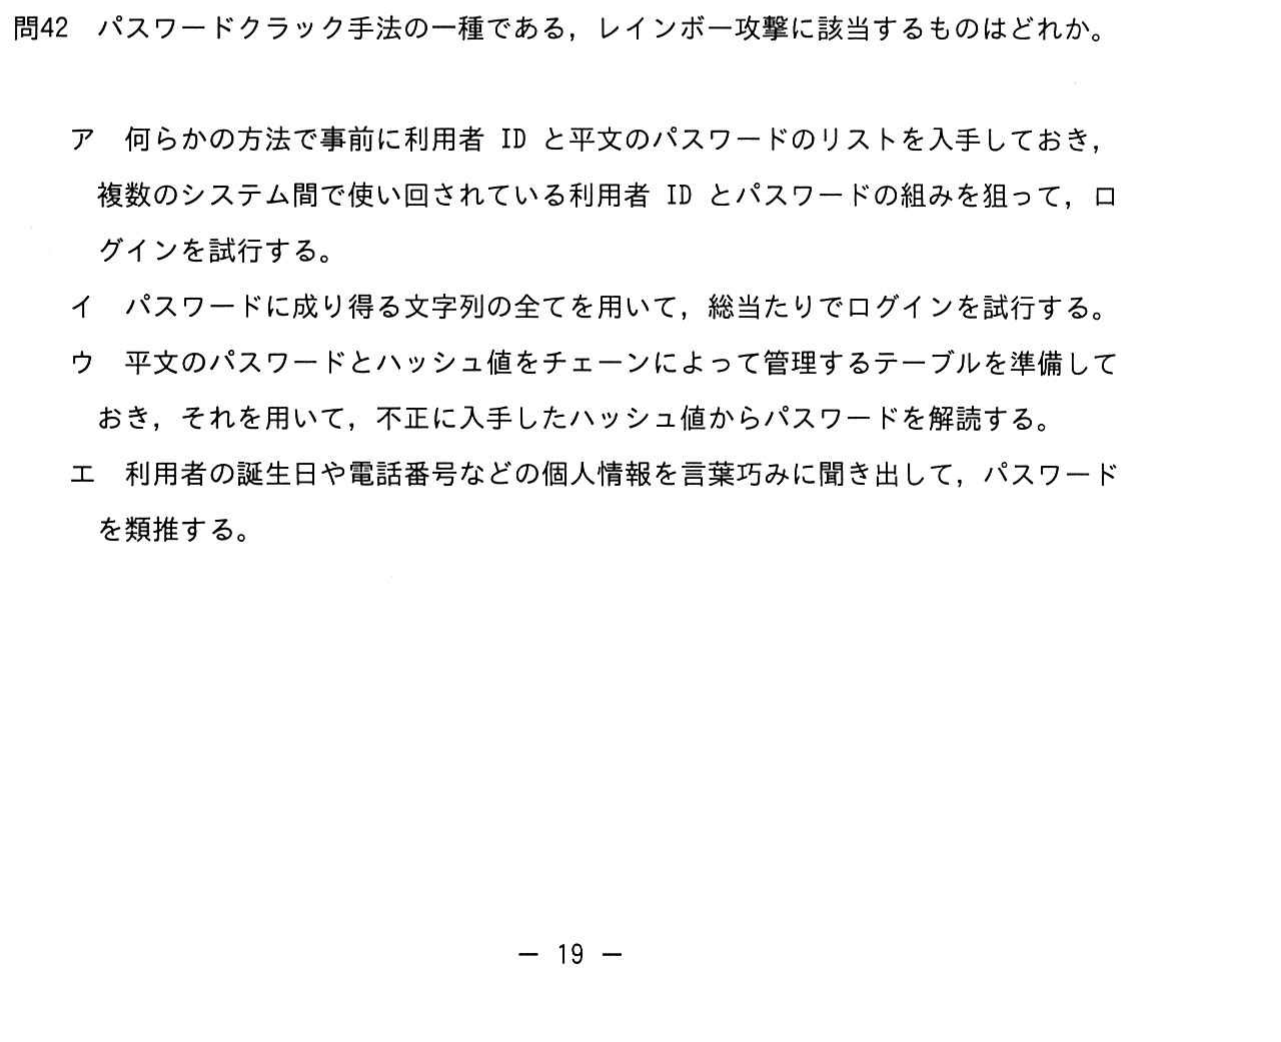 問42 パスワードクラック手法の一種である，レインボー攻撃に該当するものはどれか。
ア 何らかの方法で事前に利用者 ID と平文のパスワードのリストを入手しておき，
複数のシステム間で使い回されている利用者 ID とパスワードの組みを狙って，ロ
グインを試行する。
イ パスワードに成り得る文字列の全てを用いて，総当たりでログインを試行する。
ウ 平文のパスワードとハッシュ値をチェーンによって管理するテーブルを準備して
おき，それを用いて，不正に入手したハッシュ値からパスワードを解読する。
エ 利用者の誕生日や電話番号などの個人情報を言葉巧みに聞き出して，パスワード
を類推する。
－ 19 －